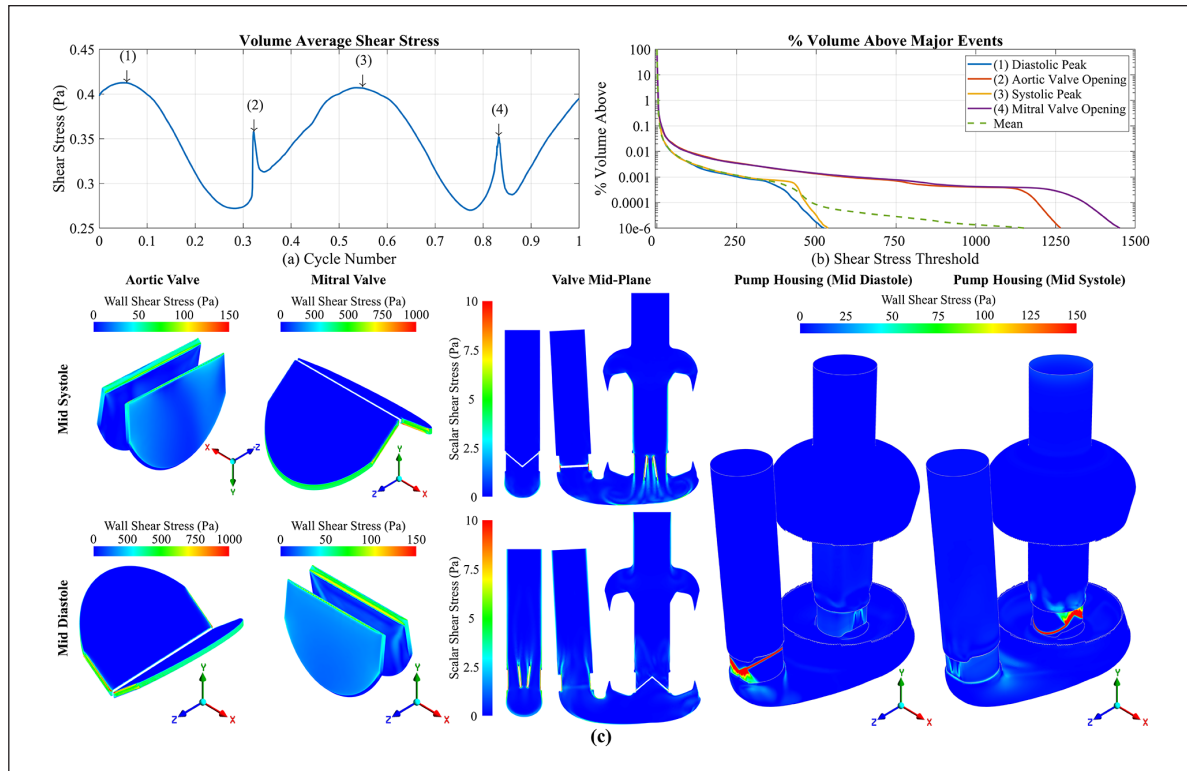 Volume Average Shear Stress
0.45
0.4
0.35
0.3
0.25
Shear Stress (Pa)
(1)
(2)
(3)
(4)
0 0.1 0.2 0.3 0.4 0.5 0.6 0.7 0.8 0.9 1
(a) Cycle Number
% Volume Above Major Events
100
10
1
0.1
0.01
0.001
0.0001
10e-6
% Volume Above
(1) Diastolic Peak
(2) Aortic Valve Opening
(3) Systolic Peak
(4) Mitral Valve Opening
Mean
0 250 500 750 1000 1250 1500
(b) Shear Stress Threshold
Aortic Valve
Mitral Valve
Valve Mid-Plane
Pump Housing (Mid Diastole)
Pump Housing (Mid Systole)
Mid Systole
Wall Shear Stress (Pa)
0 50 100 150
X Z Y
Wall Shear Stress (Pa)
0 500 500 750 1000
Y Z X
Scalar Shear Stress (Pa)
10
7.5
5
2.5
0
Wall Shear Stress (Pa)
0 25 50 75 100 150
Mid Diastole
Wall Shear Stress (Pa)
0 500 500 750 1000
Y Z X
Wall Shear Stress (Pa)
0 50 100 150
Y Z X
Scalar Shear Stress (Pa)
10
7.5
5
2.5
0
Y Z X
Y Z X
(c)